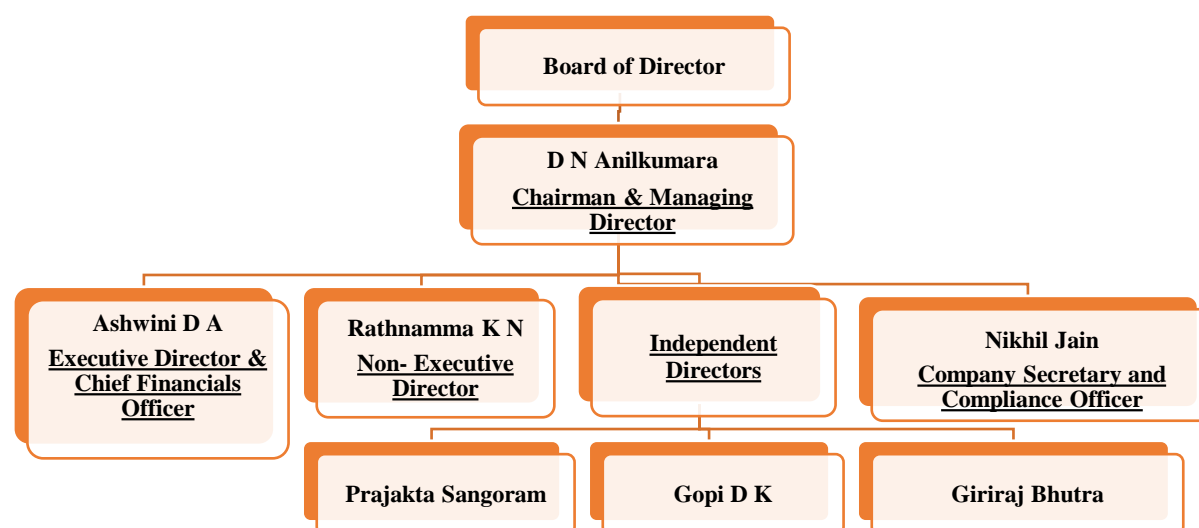 Board of Director
D N Anilkumara
Chairman & Managing
Director
Ashwini D A
Executive Director &
Chief Financials
Officer
Rathnamma K N
Non- Executive
Director
Independent
Directors
Nikhil Jain
Company Secretary and
Compliance Officer
Prajakta Sangoram
Gopi D K
Giriraj Bhutra